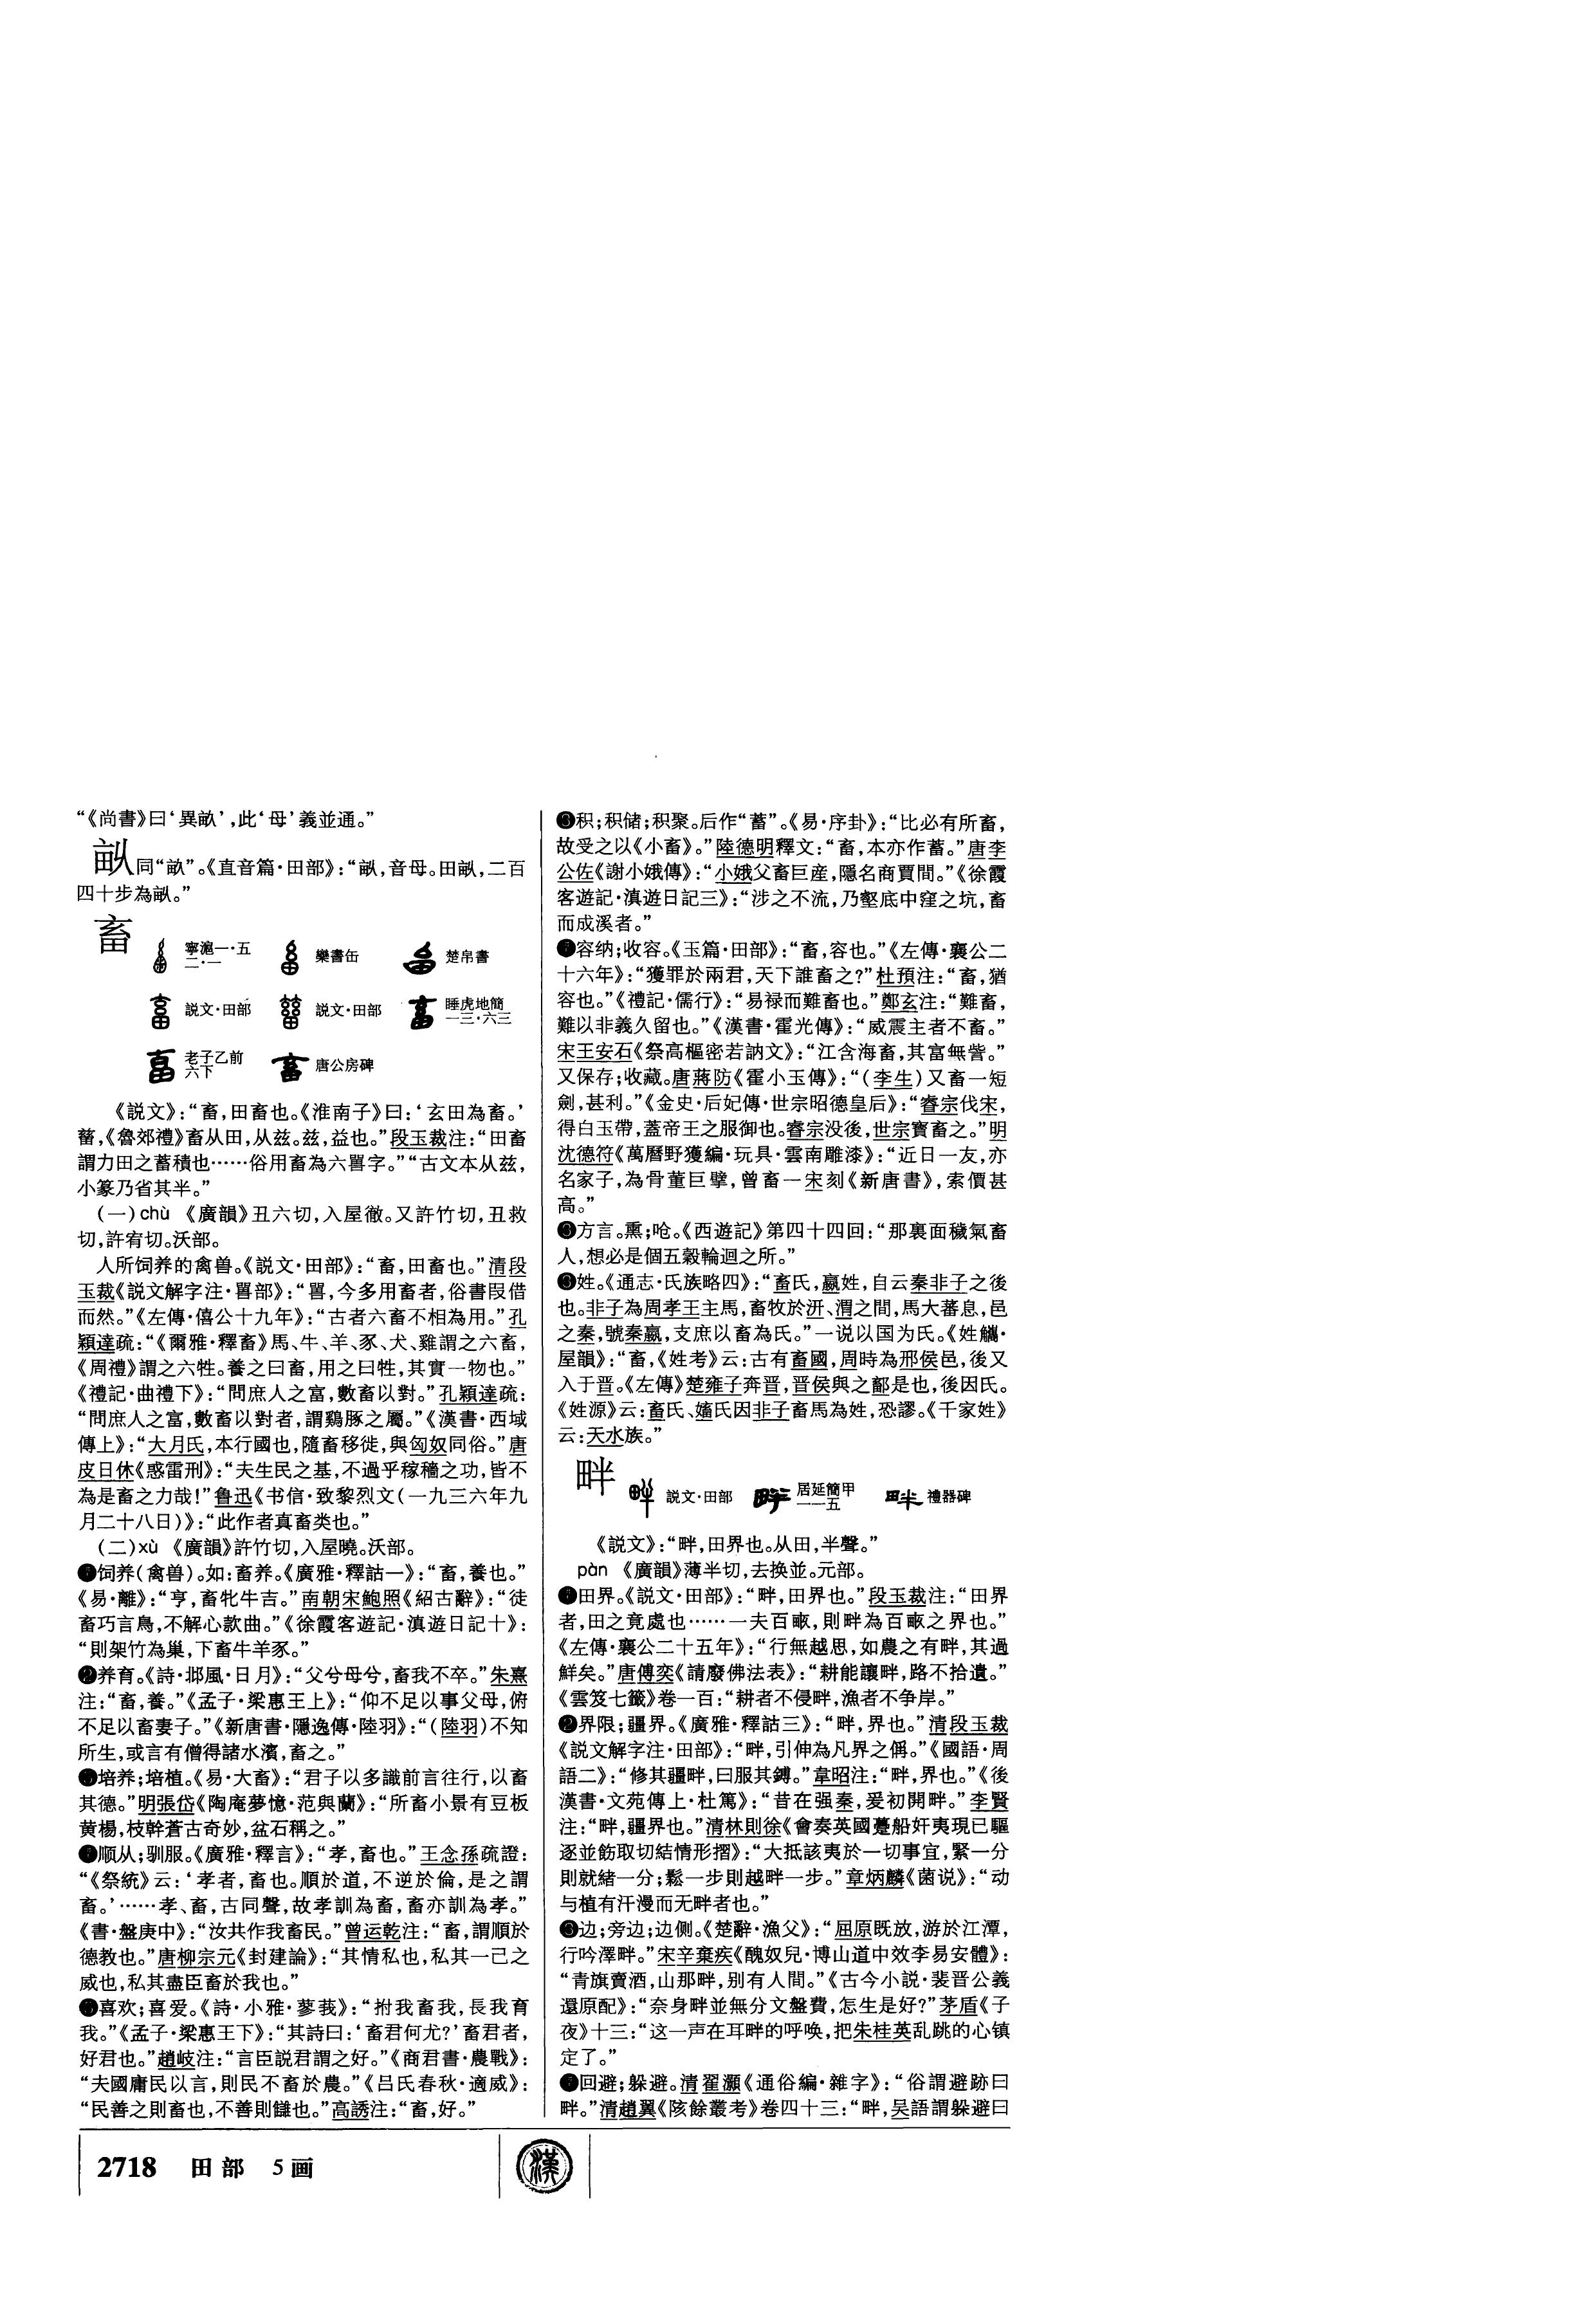 “《尚書》曰‘異畝’，此‘母’義並通。”
畞同“畝”。《直音篇·田部》：“畞，音母。田畞，二百
四十步為畞。”
畜
寧滬一·五二·一　欒書缶　楚帛書
説文·田部　説文·田部　睡虎地簡一三·六三
老子乙前六下　唐公房碑
《説文》：“畜，田畜也。《淮南子》曰：‘玄田為畜。’
𤲸，《魯郊禮》畜从田，从兹。兹，益也。”段玉裁注：“田畜
謂力田之蓄積也……俗用畜為六嘼字。”“古文本从兹，
小篆乃省其半。”
（一）chù　《廣韻》丑六切，入屋徹。又許竹切，丑救
切，許宥切。沃部。
人所饲养的禽兽。《説文·田部》：“畜，田畜也。”清段
玉裁《説文解字注·嘼部》：“嘼，今多用畜者，俗書叚借
而然。”《左傳·僖公十九年》：“古者六畜不相為用。”孔
穎達疏：“《爾雅·釋畜》馬、牛、羊、豕、犬、雞謂之六畜，
《周禮》謂之六牲。養之曰畜，用之曰牲，其實一物也。”
《禮記·曲禮下》：“問庶人之富，數畜以對。”孔穎達疏：
“問庶人之富，數畜以對者，謂鷄豚之屬。”《漢書·西域
傳上》：“大月氏，本行國也，隨畜移徙，與匈奴同俗。”唐
皮日休《惑雷刑》：“夫生民之基，不過乎稼穡之功，皆不
為是畜之力哉！”鲁迅《书信·致黎烈文（一九三六年九
月二十八日）》：“此作者真畜类也。”
（二）xù　《廣韻》許竹切，入屋曉。沃部。
❶饲养（禽兽）。如：畜养。《廣雅·釋詁一》：“畜，養也。”
《易·離》：“亨，畜牝牛吉。”南朝宋鮑照《紹古辭》：“徒
畜巧言鳥，不解心款曲。”《徐霞客遊記·滇遊日記十》：
“則架竹為巢，下畜牛羊豕。”
❷养育。《詩·邶風·日月》：“父兮母兮，畜我不卒。”朱熹
注：“畜，養。”《孟子·梁惠王上》：“仰不足以事父母，俯
不足以畜妻子。”《新唐書·隱逸傳·陸羽》：“（陸羽）不知
所生，或言有僧得諸水濱，畜之。”
❸培养；培植。《易·大畜》：“君子以多識前言往行，以畜
其德。”明張岱《陶庵夢憶·范與蘭》：“所畜小景有豆板
黄楊，枝幹蒼古奇妙，盆石稱之。”
❹顺从；驯服。《廣雅·釋言》：“孝，畜也。”王念孫疏證：
“《祭統》云：‘孝者，畜也。順於道，不逆於倫，是之謂
畜。’……孝、畜，古同聲，故孝訓為畜，畜亦訓為孝。”
《書·盤庚中》：“汝共作我畜民。”曾运乾注：“畜，謂順於
德教也。”唐柳宗元《封建論》：“其情私也，私其一己之
威也，私其盡臣畜於我也。”
❺喜欢；喜爱。《詩·小雅·蓼莪》：“拊我畜我，長我育
我。”《孟子·梁惠王下》：“其詩曰：‘畜君何尤？’畜君者，
好君也。”趙岐注：“言臣説君謂之好。”《商君書·農戰》：
“夫國庸民以言，則民不畜於農。”《吕氏春秋·適威》：
“民善之則畜也，不善則讎也。”高誘注：“畜，好。”
❻积；积储；积聚。后作“蓄”。《易·序卦》：“比必有所畜，
故受之以《小畜》。”陸德明釋文：“畜，本亦作蓄。”唐李
公佐《謝小娥傳》：“小娥父畜巨産，隱名商賈間。”《徐霞
客遊記·滇遊日記三》：“涉之不流，乃壑底中窪之坑，畜
而成溪者。”
❼容纳；收容。《玉篇·田部》：“畜，容也。”《左傳·襄公二
十六年》：“獲罪於兩君，天下誰畜之？”杜預注：“畜，猶
容也。”《禮記·儒行》：“易禄而難畜也。”鄭玄注：“難畜，
難以非義久留也。”《漢書·霍光傳》：“威震主者不畜。”
宋王安石《祭高樞密若訥文》：“江含海畜，其富無訾。”
又保存；收藏。唐蔣防《霍小玉傳》：“（李生）又畜一短
劍，甚利。”《金史·后妃傳·世宗昭德皇后》：“睿宗伐宋，
得白玉帶，蓋帝王之服御也。睿宗没後，世宗寳畜之。”明
沈德符《萬曆野獲編·玩具·雲南雕漆》：“近日一友，亦
名家子，為骨董巨擘，曾畜一宋刻《新唐書》，索價甚
高。”
❽方言。熏；呛。《西遊記》第四十四回：“那裏面穢氣畜
人，想必是個五穀輪迴之所。”
❾姓。《通志·氏族略四》：“畜氏，嬴姓，自云秦非子之後
也。非子為周孝王主馬，畜牧於汧、渭之間，馬大蕃息，邑
之秦，號秦嬴，支庶以畜為氏。”一说以国为氏。《姓觿·
屋韻》：“畜，《姓考》云：古有畜國，周時為邢侯邑，後又
入于晋。《左傳》楚雍子奔晋，晋侯與之鄐是也，後因氏。
《姓源》云：畜氏、㜅氏因非子畜馬為姓，恐謬。《千家姓》
云：天水族。”
畔
説文·田部　居延簡甲一一五　禮器碑
《説文》：“畔，田界也。从田，半聲。”
pàn　《廣韻》薄半切，去换並。元部。
❶田界。《説文·田部》：“畔，田界也。”段玉裁注：“田界
者，田之竟處也……一夫百畮，則畔為百畮之界也。”
《左傳·襄公二十五年》：“行無越思，如農之有畔，其過
鮮矣。”唐傅奕《請廢佛法表》：“耕能讓畔，路不拾遺。”
《雲笈七籤》卷一百：“耕者不侵畔，漁者不争岸。”
❷界限；疆界。《廣雅·釋詁三》：“畔，界也。”清段玉裁
《説文解字注·田部》：“畔，引伸為凡界之偁。”《國語·周
語二》：“修其疆畔，曰服其鎛。”韋昭注：“畔，界也。”《後
漢書·文苑傳上·杜篤》：“昔在强秦，爰初開畔。”李賢
注：“畔，疆界也。”清林則徐《會奏英國躉船奸夷現已驅
逐並飭取切結情形摺》：“大抵該夷於一切事宜，緊一分
則就緒一分；鬆一步則越畔一步。”章炳麟《菌说》：“动
与植有汗漫而无畔者也。”
❸边；旁边；边侧。《楚辭·漁父》：“屈原既放，游於江潭，
行吟澤畔。”宋辛棄疾《醜奴兒·博山道中效李易安體》：
“青旗賣酒，山那畔，别有人間。”《古今小説·裴晋公義
還原配》：“奈身畔並無分文盤費，怎生是好？”茅盾《子
夜》十三：“这一声在耳畔的呼唤，把朱桂英乱跳的心镇
定了。”
❹回避；躲避。清翟灝《通俗編·雜字》：“俗謂避跡曰
畔。”清趙翼《陔餘叢考》卷四十三：“畔，吴語謂躲避曰
2718　田部　5画
漢